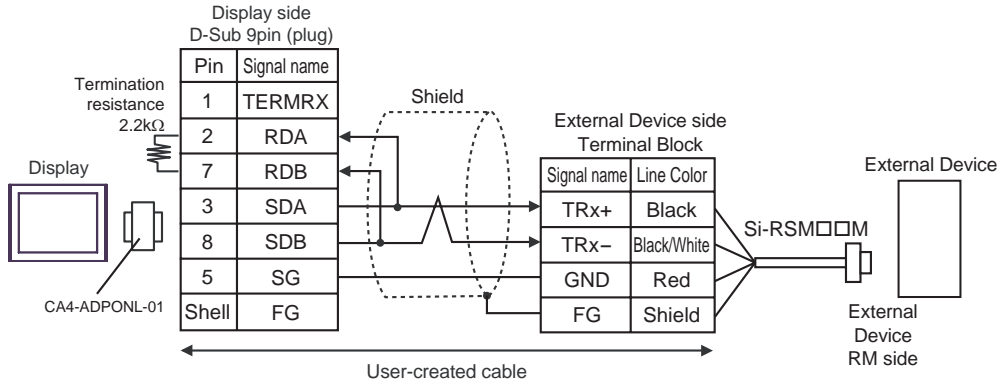 Display side
D-Sub 9pin (plug)
Pin Signal name
1 TERMRX
2 RDA
7 RDB
3 SDA
8 SDB
5 SG
Shell FG
Termination
resistance
2.2kΩ
Display
CA4-ADPONL-01
Shield
External Device side
Terminal Block
Signal name Line Color
TRx+ Black
TRx− Black/White
GND Red
FG Shield
Si-RSM□□M
External Device
External
Device
RM side
User-created cable